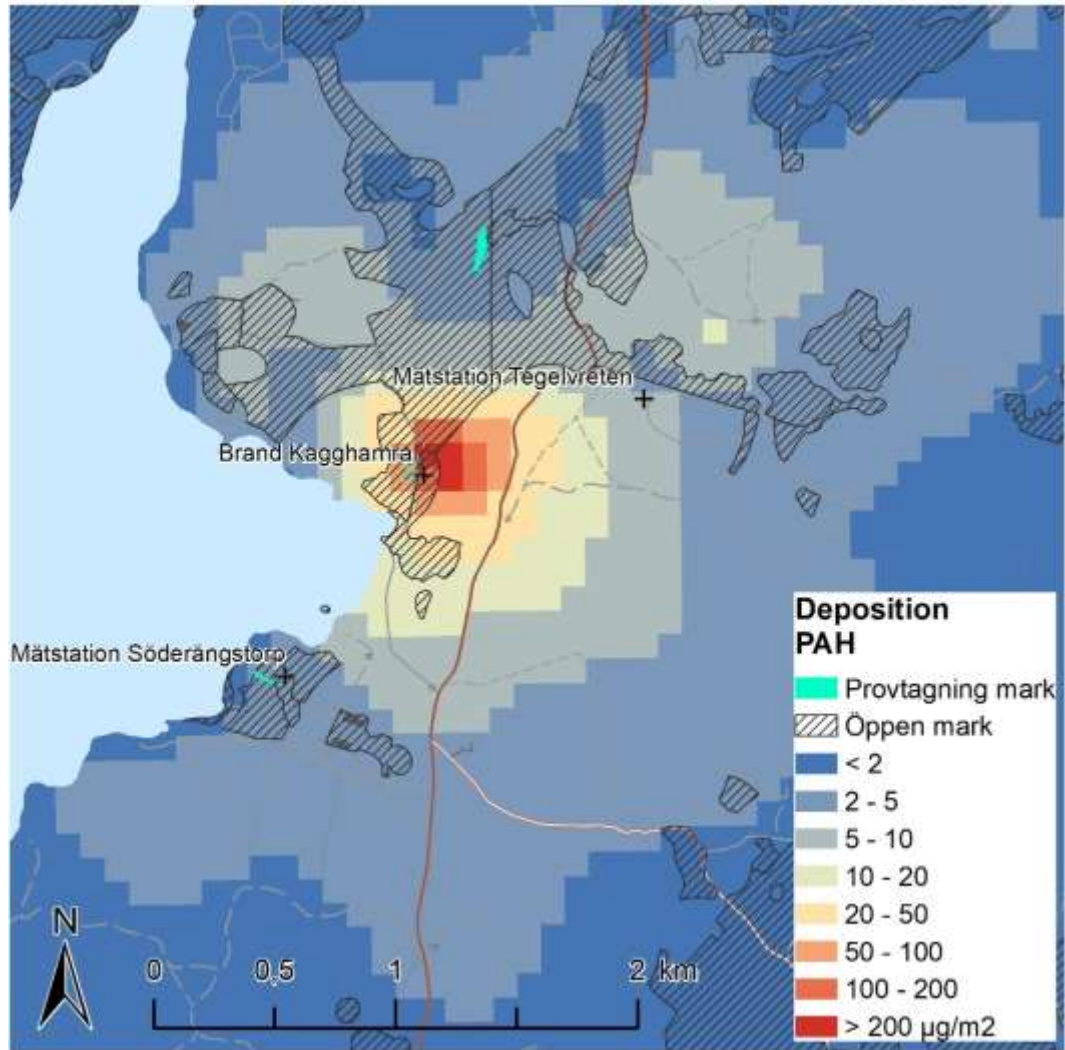 Mätstation Tegelvreten
Brand Kagghamra
Mätstation Söderängstorp
Deposition
PAH
Provtagning mark
Öppen mark
< 2
2 - 5
5 - 10
10 - 20
20 - 50
50 - 100
100 - 200
> 200 µg/m2
N
0 0,5 1 2 km